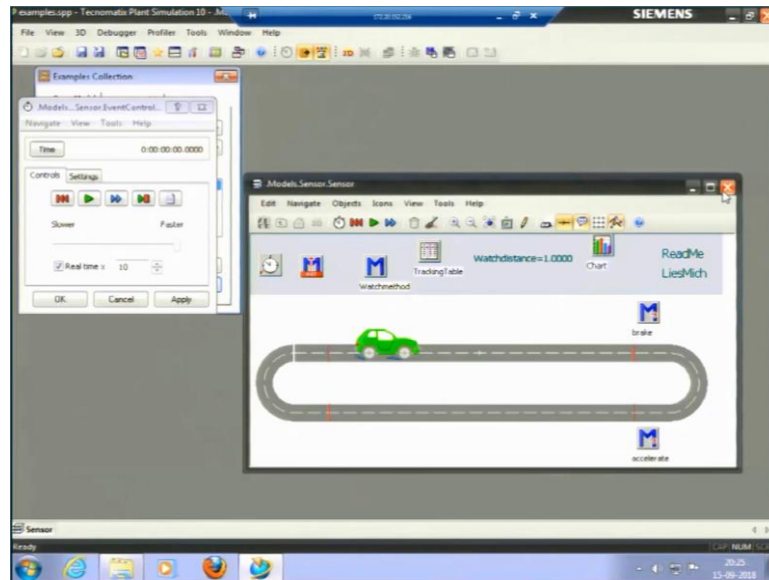 examples.spp - Tecnomatix Plant Simulation 10 - .M
SIEMENS
File View 3D Debugger Profiler Tools Window Help
3D
Examples Collection
.Models...Sensor.EventControl...
Navigate View Tools Help
Time 0:00:00:00.0000
Controls Settings
Slower Faster
Real time x 10
OK Cancel Apply
.Models.Sensor.Sensor
Edit Navigate Objects Icons View Tools Help
Watchmethod
TrackingTable
Watchdistance=1.0000
Chart
ReadMe
LiesMich
brake
accelerate
Sensor
Ready
CAP NUM
20:25
15-09-2018